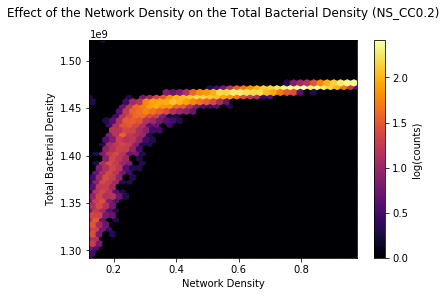 Effect of the Network Density on the Total Bacterial Density (NS_CC0.2)
1e9
1.50
1.45
1.40
1.35
1.30
Total Bacterial Density
0.2 0.4 0.6 0.8
Network Density
2.0
1.5
1.0
0.5
0.0
log(counts)